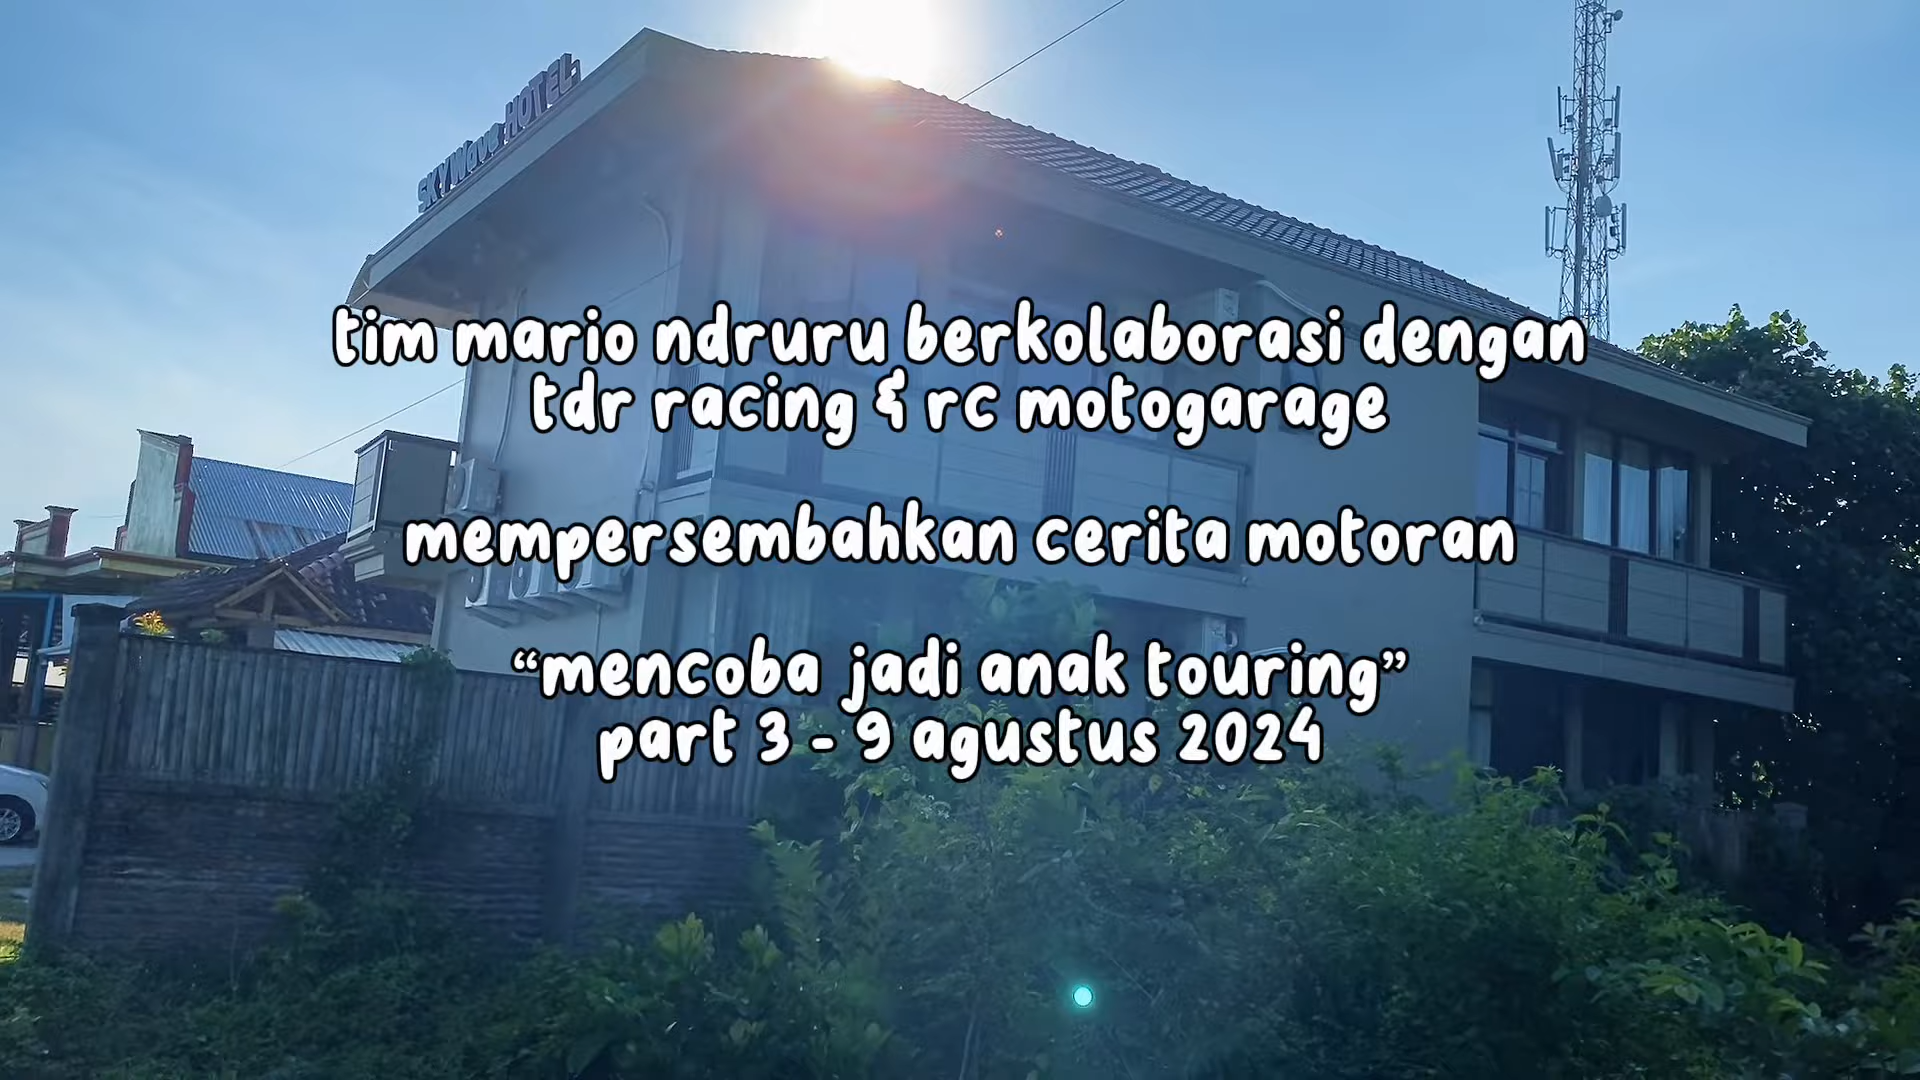 SKYWave HOTEL
tim mario ndruru berkolaborasi dengan
tdr racing & rc motogarage
mempersembahkan cerita motoran
“mencoba jadi anak touring”
part 3 - 9 agustus 2024